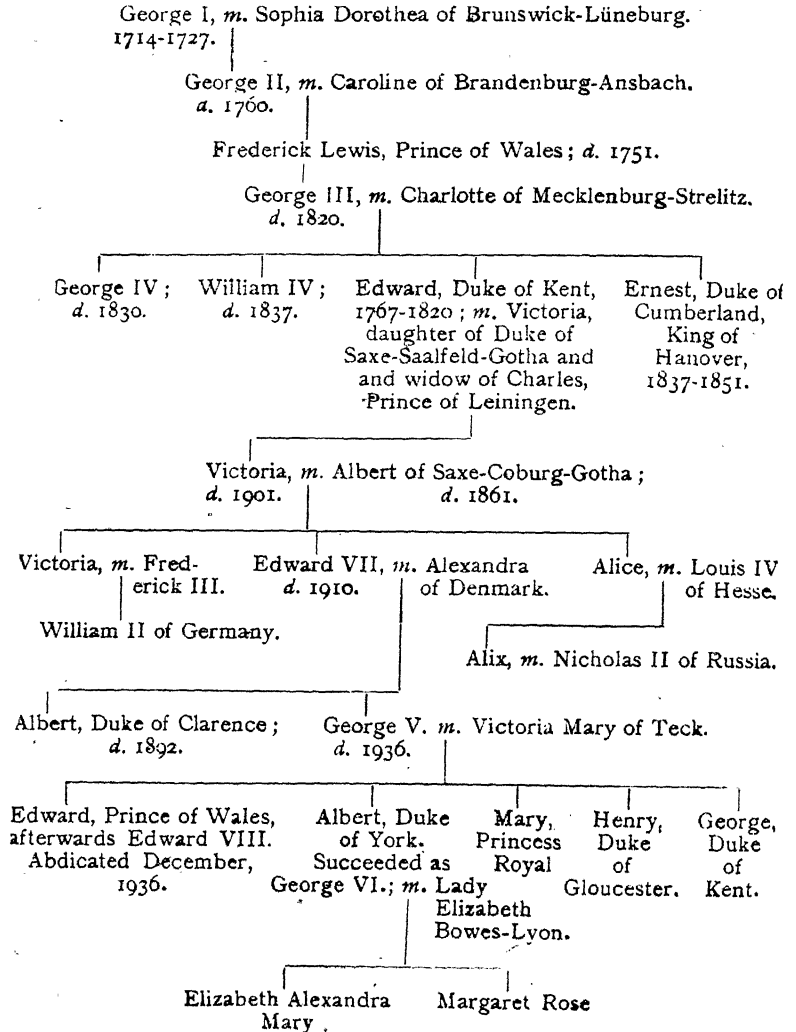 George I, m. Sophia Dorothea of Brunswick-Lüneburg.
1714-1727.
George II, m. Caroline of Brandenburg-Ansbach.
a. 1760.
Frederick Lewis, Prince of Wales; d. 1751.
George III, m. Charlotte of Mecklenburg-Strelitz.
d. 1820.
George IV;
d. 1830.
William IV;
d. 1837.
Edward, Duke of Kent,
1767-1820; m. Victoria,
daughter of Duke of
Saxe-Saalfeld-Gotha and
and widow of Charles,
Prince of Leiningen.
Ernest, Duke of
Cumberland,
King of
Hanover,
1837-1851.
Victoria, m. Albert of Saxe-Coburg-Gotha;
d. 1901. d. 1861.
Victoria, m. Fred-
erick III.
Edward VII, m. Alexandra
d. 1910. of Denmark.
Alice, m. Louis IV
of Hesse.
William II of Germany.
Alix, m. Nicholas II of Russia.
Albert, Duke of Clarence;
d. 1892.
George V. m. Victoria Mary of Teck.
d. 1936.
Edward, Prince of Wales,
afterwards Edward VIII.
Abdicated December,
1936.
Albert, Duke
of York.
Succeeded as
George VI.; m. Lady
Elizabeth
Bowes-Lyon.
Mary,
Princess
Royal
Henry,
Duke
of
Gloucester.
George,
Duke
of
Kent.
Elizabeth Alexandra
Mary.
Margaret Rose